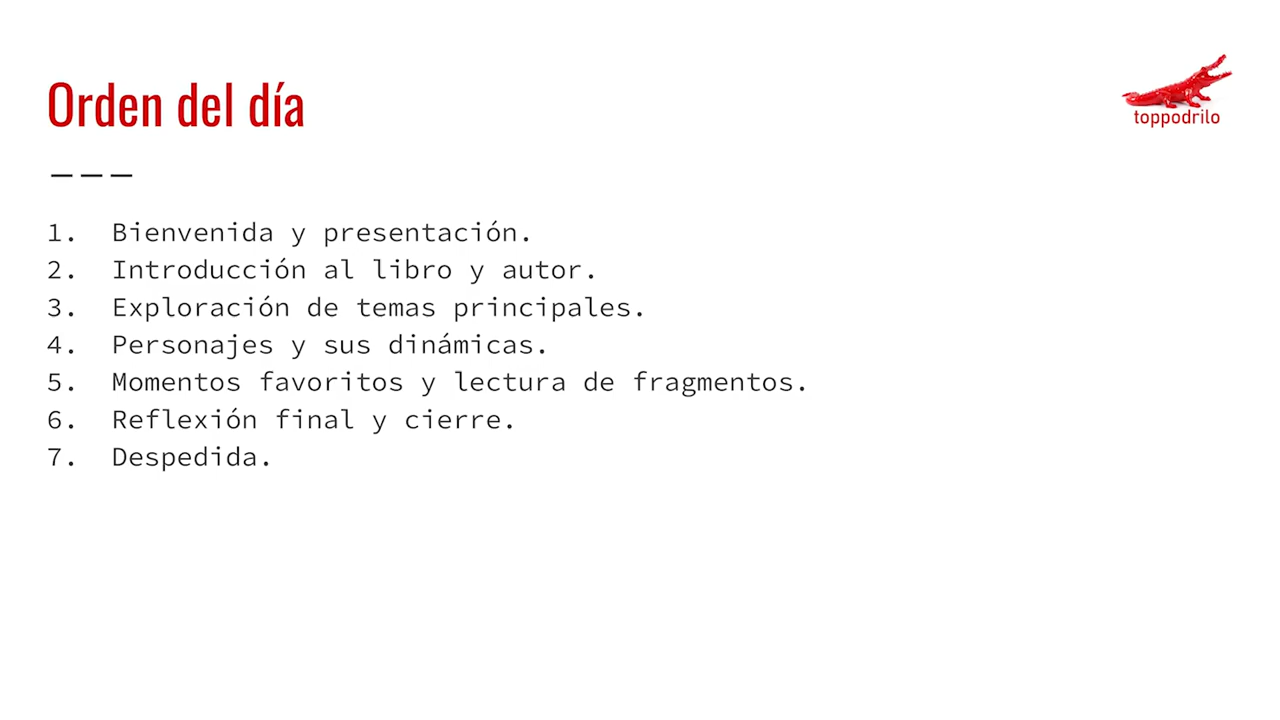 Orden del día
toppodrilo
1. Bienvenida y presentación.
2. Introducción al libro y autor.
3. Exploración de temas principales.
4. Personajes y sus dinámicas.
5. Momentos favoritos y lectura de fragmentos.
6. Reflexión final y cierre.
7. Despedida.